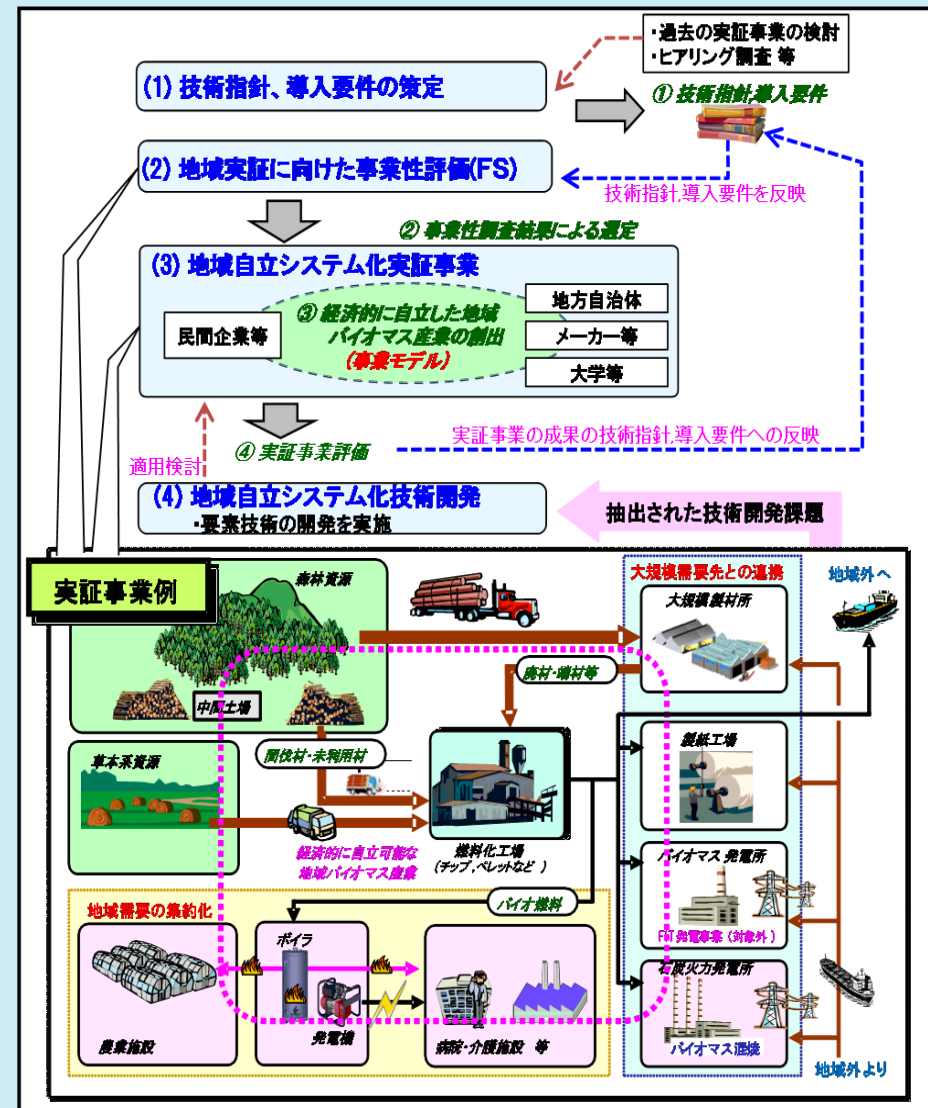 ・過去の実証事業の検討
・ヒアリング調査 等
(1) 技術指針、導入要件の策定
① 技術指針,導入要件
(2) 地域実証に向けた事業性評価(FS)
技術指針,導入要件を反映
② 事業性調査結果による選定
(3) 地域自立システム化実証事業
民間企業等
③ 経済的に自立した地域
バイオマス産業の創出
(事業モデル)
地方自治体
メーカー等
大学等
④ 実証事業評価
実証事業の成果の技術指針,導入要件への反映
適用検討
(4) 地域自立システム化技術開発
・要素技術の開発を実施
抽出された技術開発課題
実証事業例
森林資源
中間土場
草本系資源
間伐材・未利用材
廃材・端材等
経済的に自立可能な
地域バイオマス産業
燃料化工場
(チップ,ペレットなど )
バイオ燃料
大規模需要先との連携
大規模製材所
製紙工場
バイオマス 発電所
FIT 発電事業 (対象外)
石炭火力発電所
バイオマス混焼
地域外へ
地域外より
地域需要の集約化
農業施設
ボイラ
発電機
病院・介護施設 等